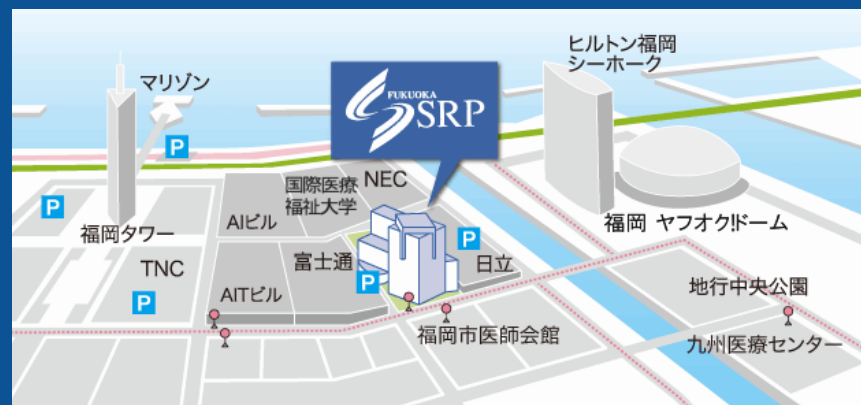 ヒルトン福岡
シーホーク
マリゾン
FUKUOKA
SRP
P
国際医療
福祉大学
NEC
P
AIビル
福岡タワー
P
福岡 ヤフオク!ドーム
TNC
富士通
日立
P
P
AITビル
地行中央公園
福岡市医師会館
九州医療センター